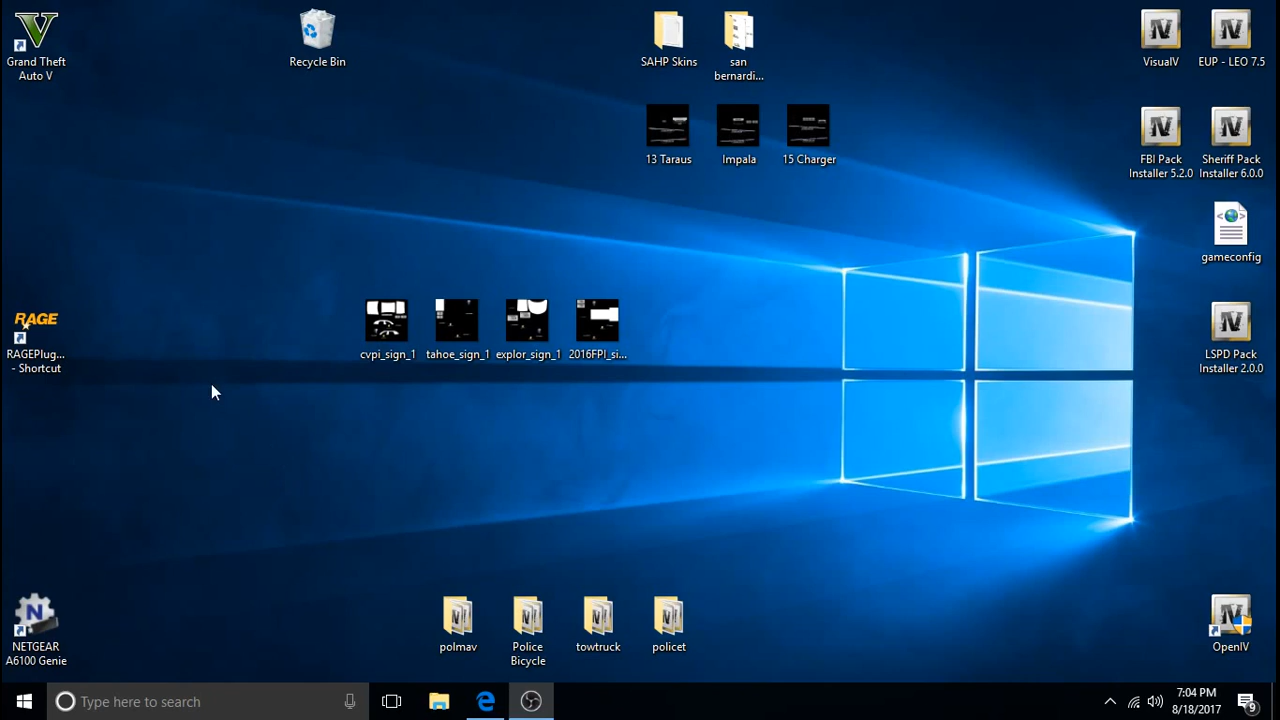 Grand Theft
Auto V
Recycle Bin
SAHP Skins
san
bernardi...
VisualV
EUP - LEO 7.5
13 Taraus
Impala
15 Charger
FBI Pack
Installer 5.2.0
Sheriff Pack
Installer 6.0.0
gameconfig
RAGE
RAGEPlug...
- Shortcut
cvpi_sign_1
tahoe_sign_1
explor_sign_1
2016FPI_si...
LSPD Pack
Installer 2.0.0
N
NETGEAR
A6100 Genie
polmav
Police
Bicycle
towtruck
policet
OpenIV
Type here to search
7:04 PM
8/18/2017
9